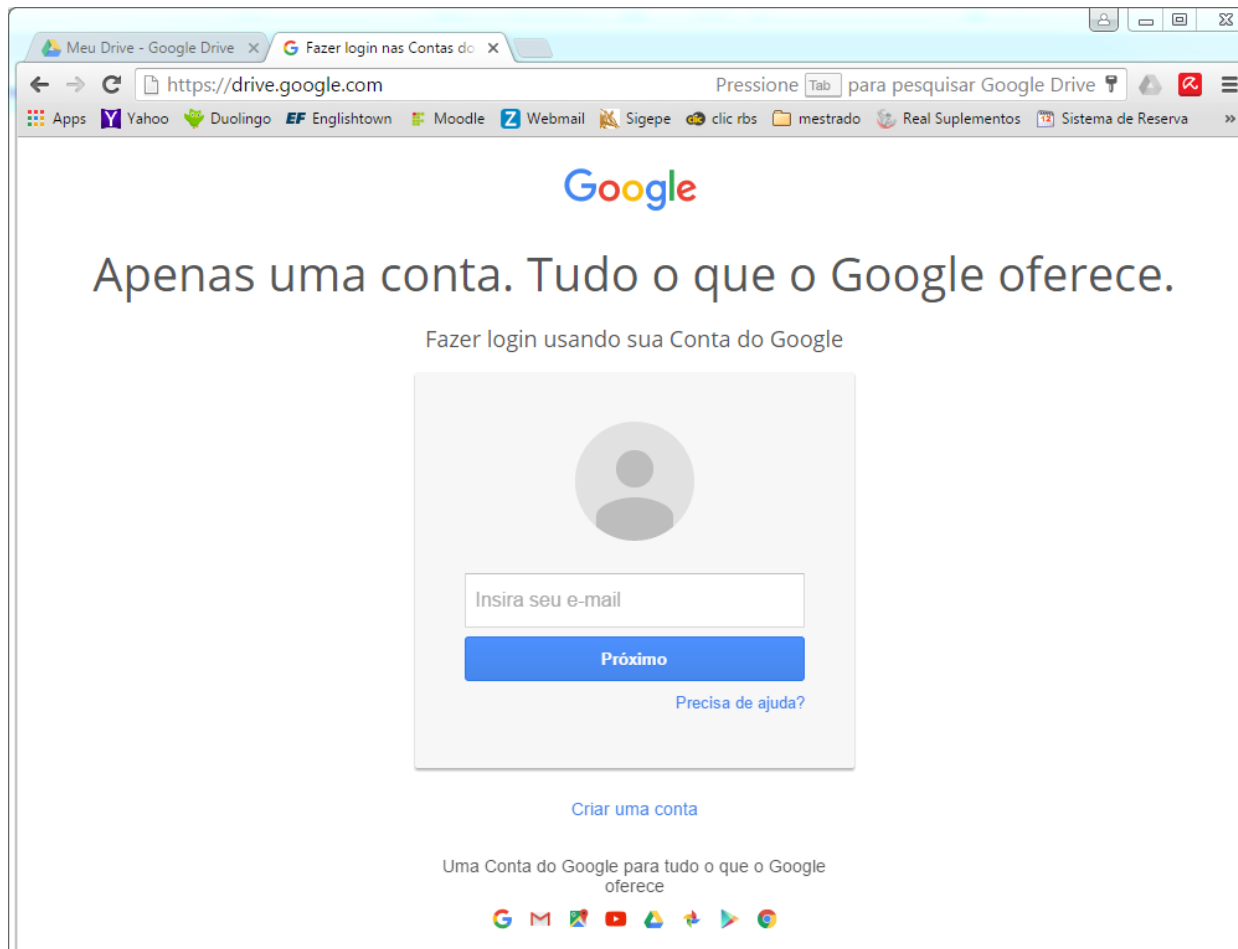 Meu Drive - Google Drive
Fazer login nas Contas do
https://drive.google.com Pressione Tab para pesquisar Google Drive
Apps Yahoo Duolingo EF Englishtown Moodle Z Webmail Sigepe clic rbs mestrado Real Suplementos 12 Sistema de Reserva »
Google
Apenas uma conta. Tudo o que o Google oferece.
Fazer login usando sua Conta do Google
Insira seu e-mail
Próximo
Precisa de ajuda?
Criar uma conta
Uma Conta do Google para tudo o que o Google
oferece